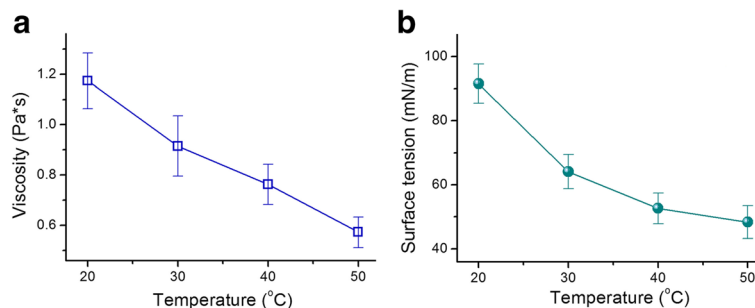 a
1.2
1.0
0.8
0.6
Viscosity (Pa*s)
20 30 40 50
Temperature (°C)
b
100
80
60
40
Surface tension (mN/m)
20 30 40 50
Temperature (°C)